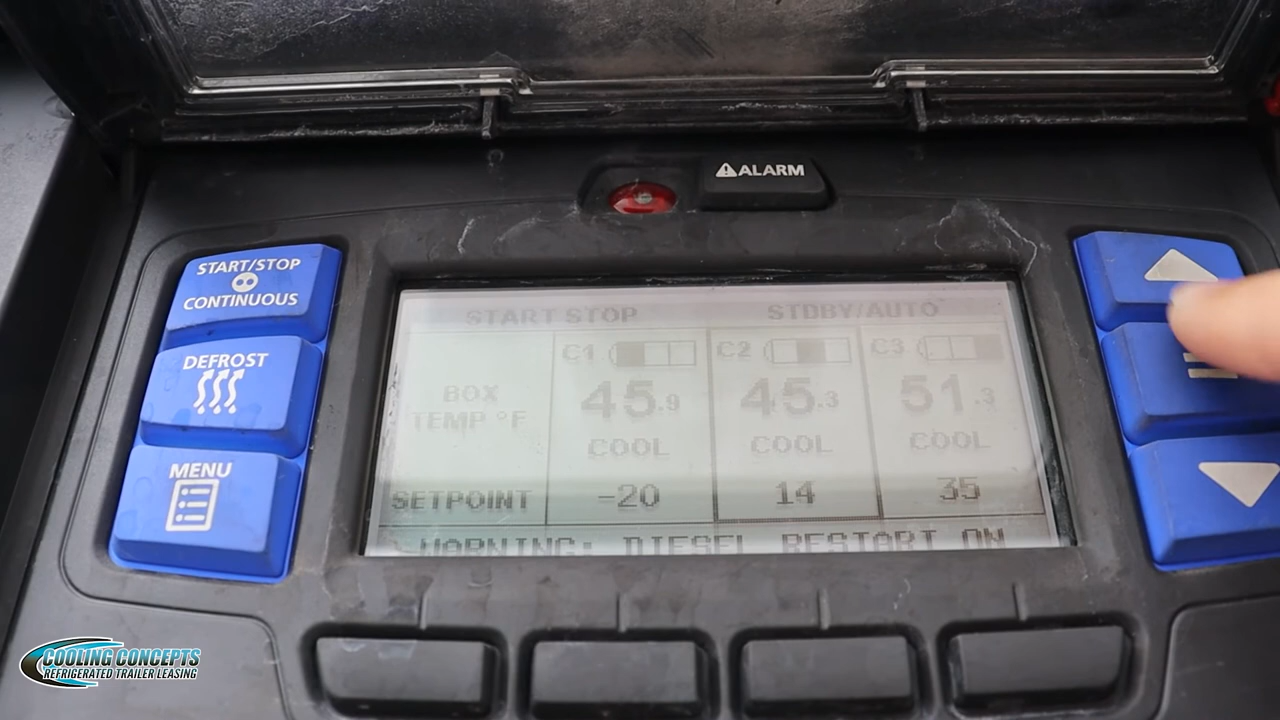 ⚠ALARM
START/STOP
CONTINUOUS
DEFROST
MENU
START STOP STDBY/AUTO
C1 C2 C3
BOX TEMP °F 45.9 45.3 51.3
COOL COOL COOL
SETPOINT -20 14 35
WARNING: DIESEL RESTART ON
COOLING CONCEPTS
REFRIGERATED TRAILER LEASING